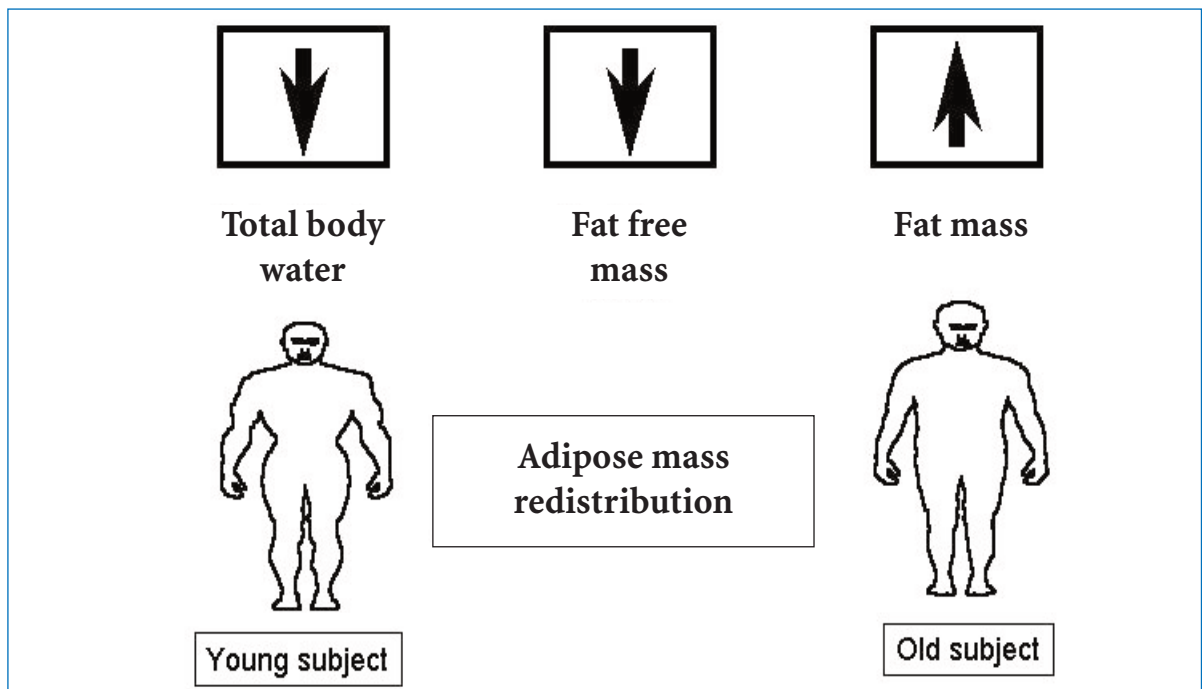 Total body
water
Fat free
mass
Fat mass
Adipose mass
redistribution
Young subject
Old subject